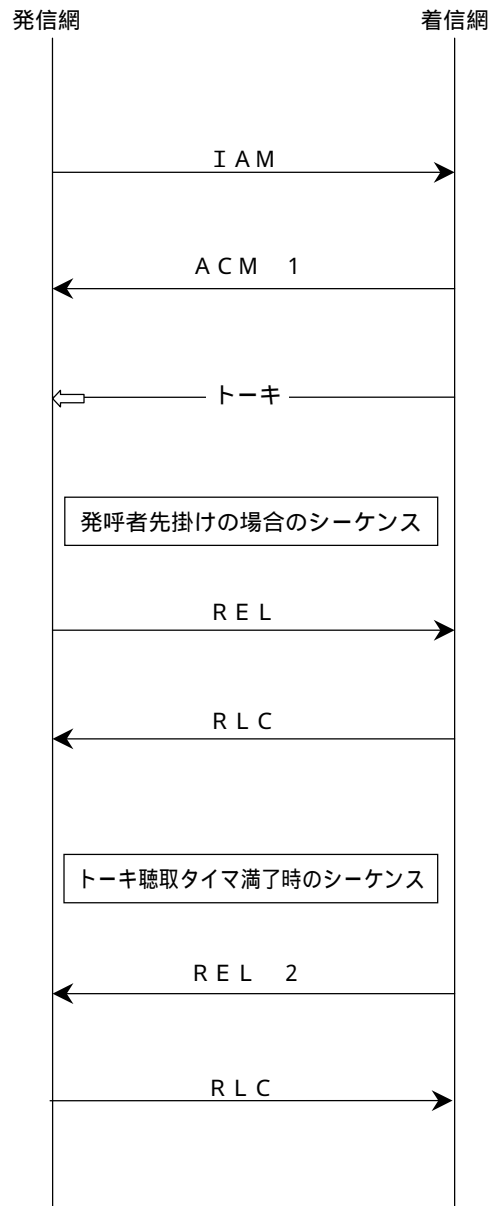 発信網 着信網
ＩＡＭ
ＡＣＭ　１
トーキ
発呼者先掛けの場合のシーケンス
ＲＥＬ
ＲＬＣ
トーキ聴取タイマ満了時のシーケンス
ＲＥＬ　２
ＲＬＣ